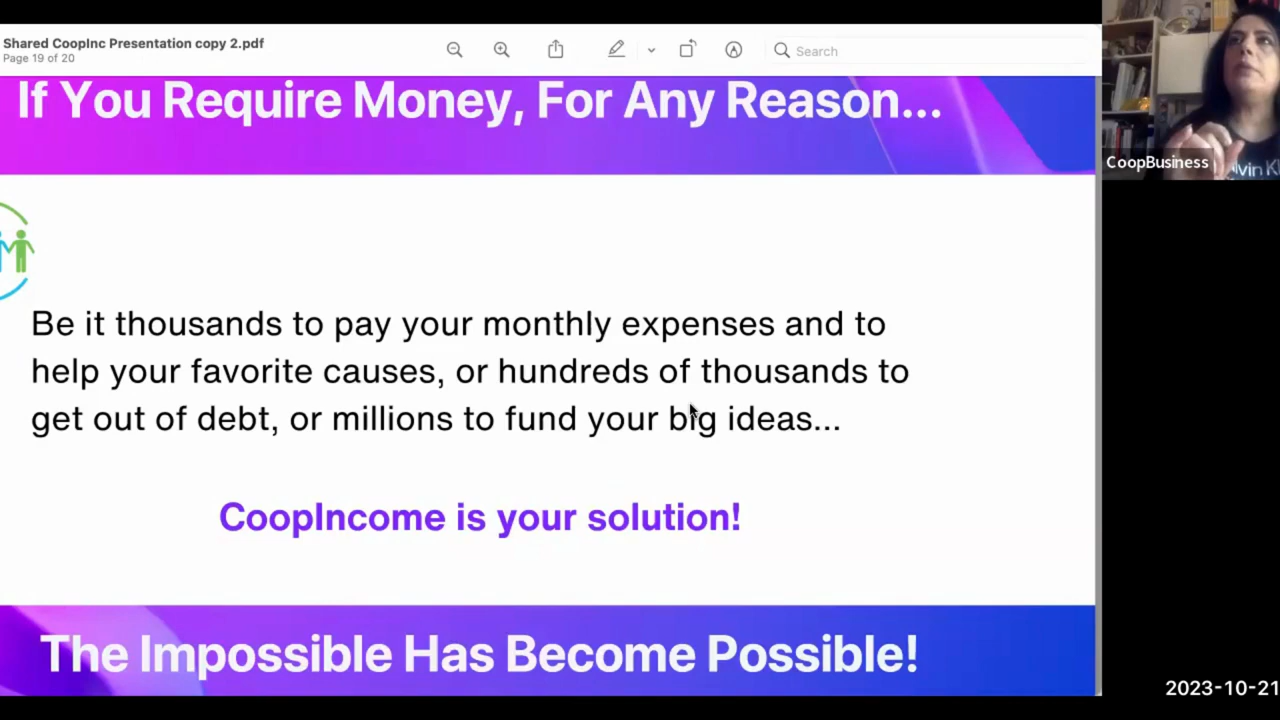 Shared CoopInc Presentation copy 2.pdf
Page 19 of 20
Search
If You Require Money, For Any Reason...
Be it thousands to pay your monthly expenses and to
help your favorite causes, or hundreds of thousands to
get out of debt, or millions to fund your big ideas...
CoopIncome is your solution!
The Impossible Has Become Possible!
CoopBusiness
2023-10-21